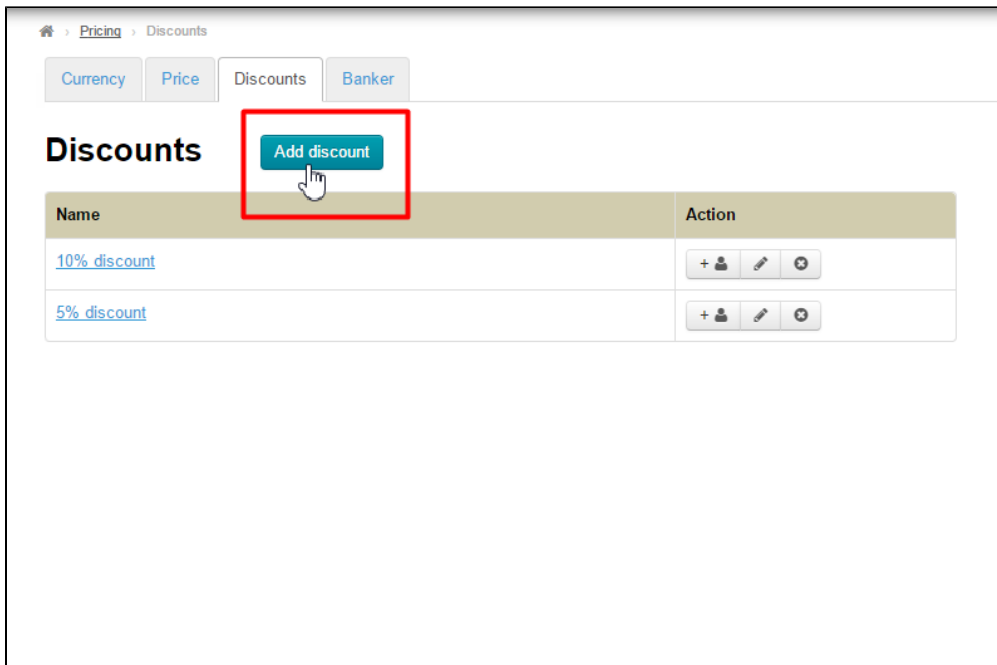 Pricing Discounts
Currency Price Discounts Banker
Discounts Add discount
Name Action
10% discount
5% discount